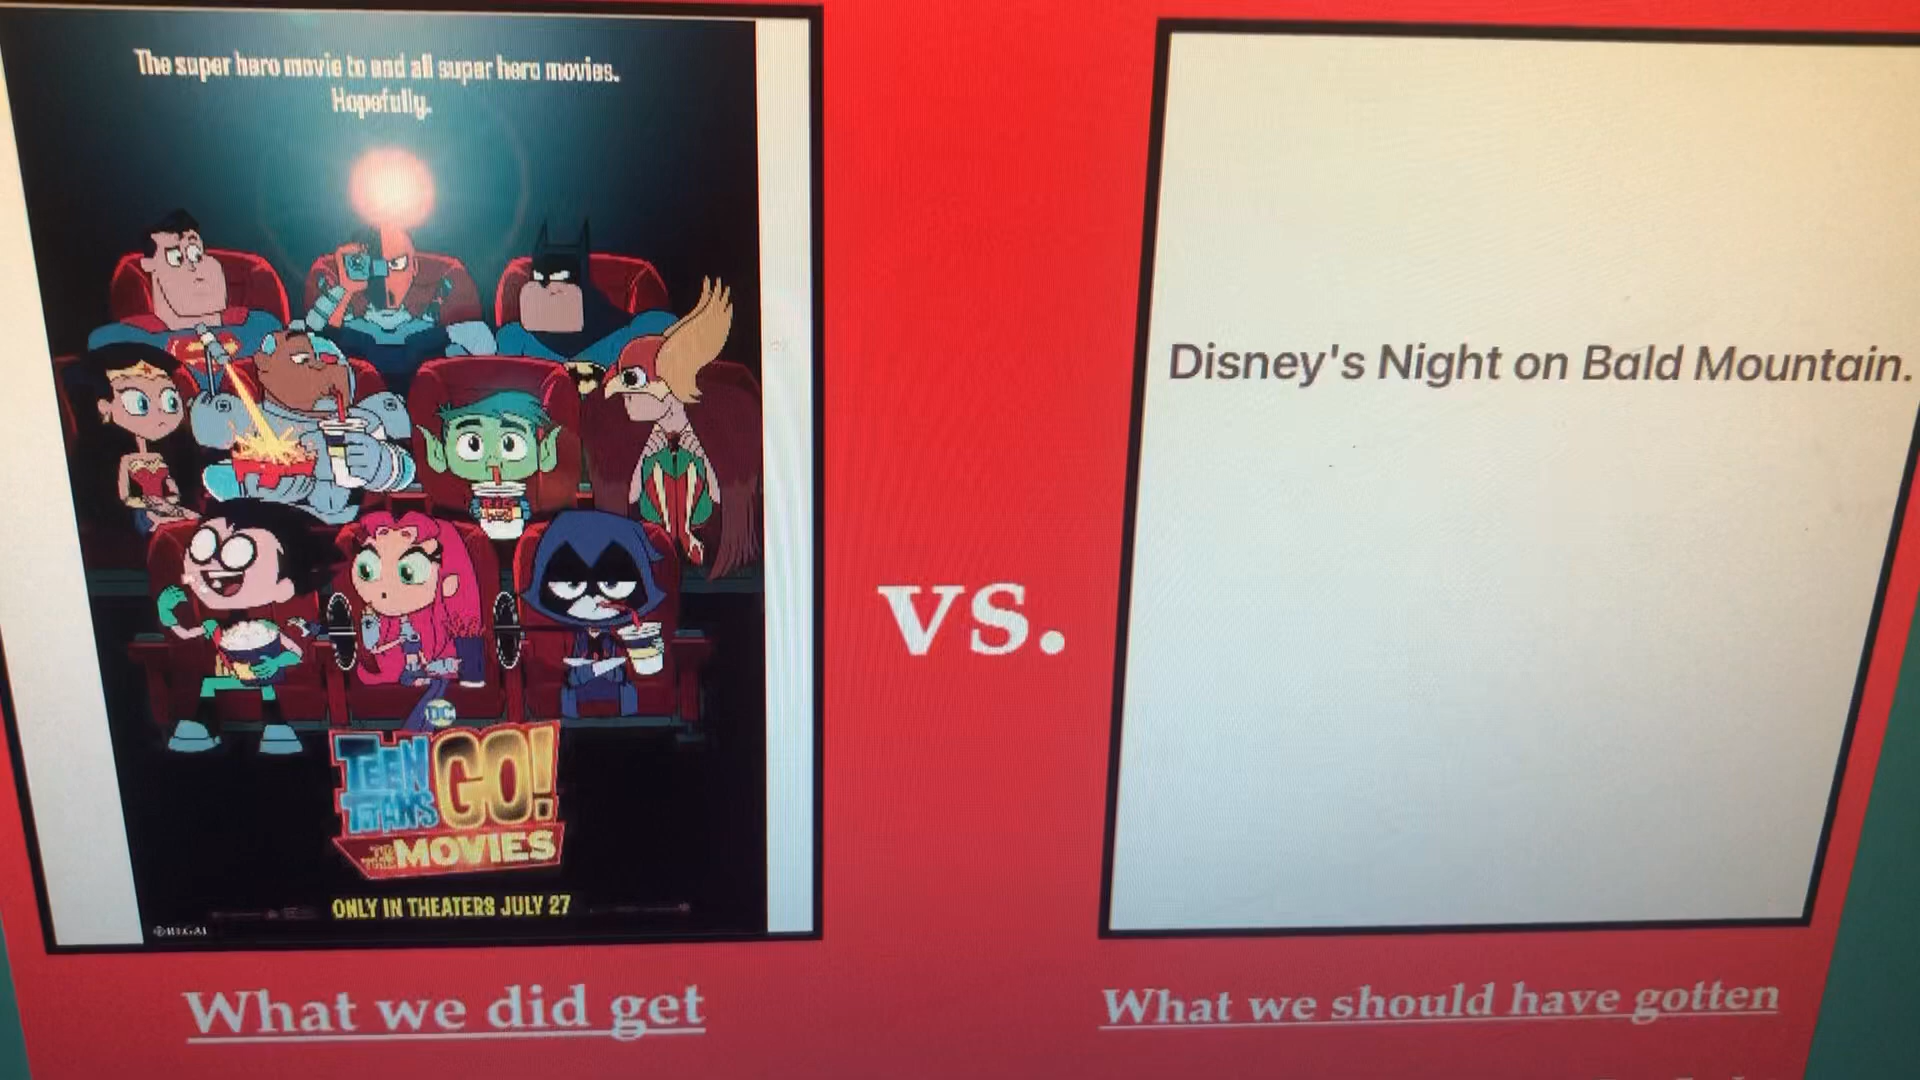 The super hero movie to end all super hero movies.
Hopefully.
Disney's Night on Bald Mountain.
vs.
DC
TEEN
TITANS
GO!
TO THE MOVIES
ONLY IN THEATERS JULY 27
REGAL
What we did get
What we should have gotten